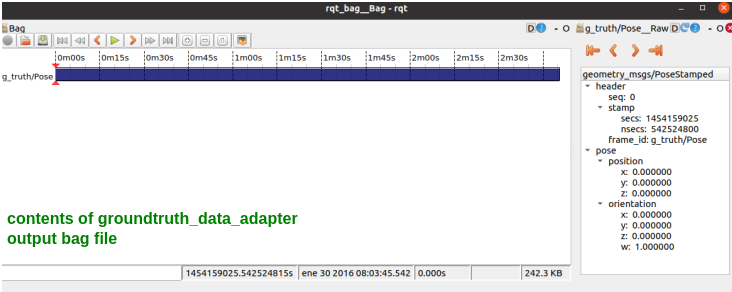 rqt_bag__Bag - rqt
Bag
D
- O
g_truth/Pose__Raw
D
- O
0m00s
0m15s
0m30s
0m45s
1m00s
1m15s
1m30s
1m45s
2m00s
2m15s
2m30s
g_truth/Pose
geometry_msgs/PoseStamped
header
seq: 0
stamp
secs: 1454159025
nsecs: 542524800
frame_id: g_truth/Pose
pose
position
x: 0.000000
y: 0.000000
z: 0.000000
orientation
x: 0.000000
y: 0.000000
z: 0.000000
w: 1.000000
contents of groundtruth_data_adapter
output bag file
1454159025.542524815s
ene 30 2016 08:03:45.542
0.000s
242.3 KB